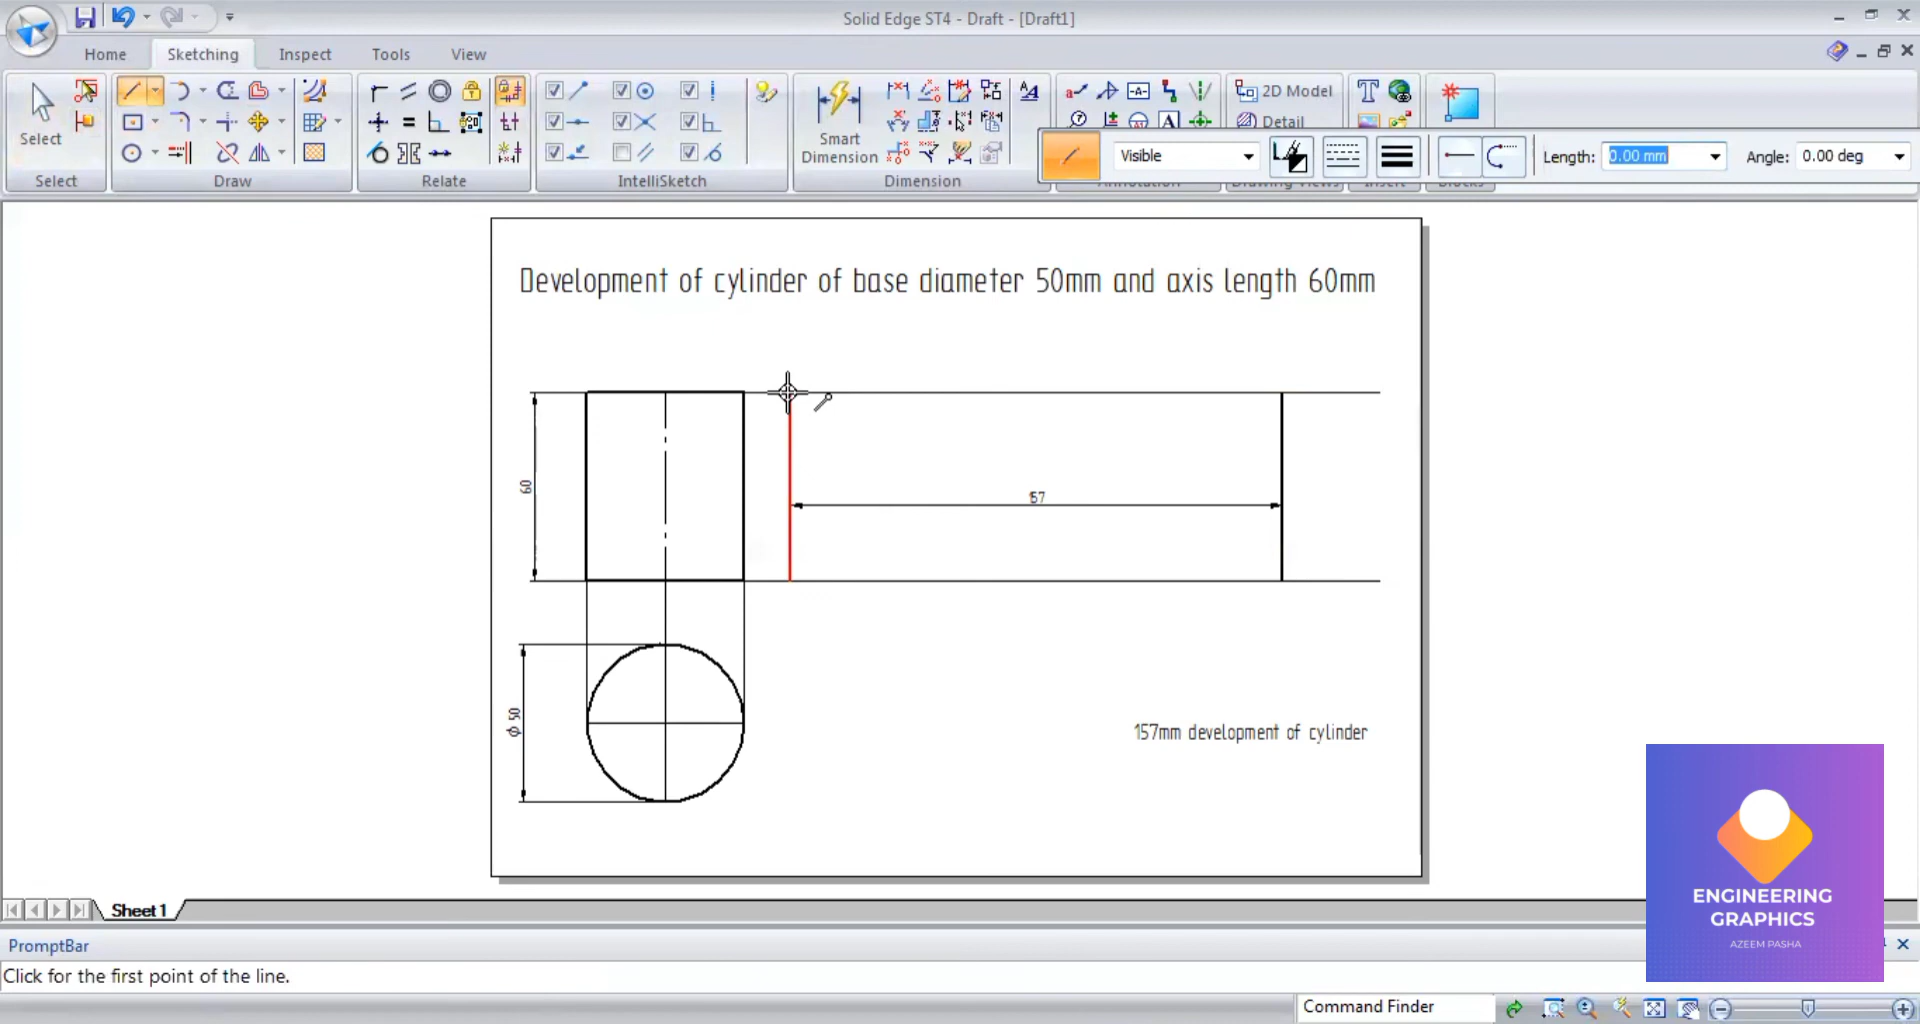 Solid Edge ST4 - Draft - [Draft1]
Home Sketching Inspect Tools View
Select
Smart
Dimension
2D Model
Detail
Visible
Length: 0.00 mm
Angle: 0.00 deg
Select Draw Relate IntelliSketch Dimension
Development of cylinder of base diameter 50mm and axis length 60mm
60
157
ϕ 50
157mm development of cylinder
ENGINEERING
GRAPHICS
AZEEM PASHA
Sheet1
PromptBar
Click for the first point of the line.
Command Finder